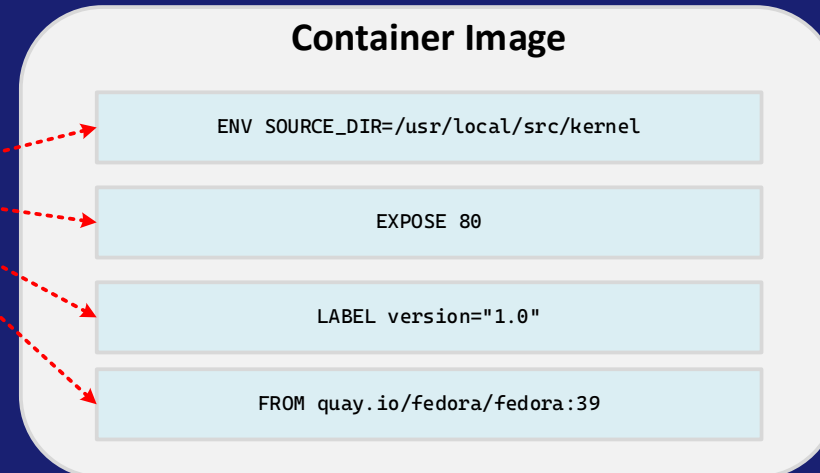 Container Image
ENV SOURCE_DIR=/usr/local/src/kernel
EXPOSE 80
LABEL version="1.0"
FROM quay.io/fedora/fedora:39